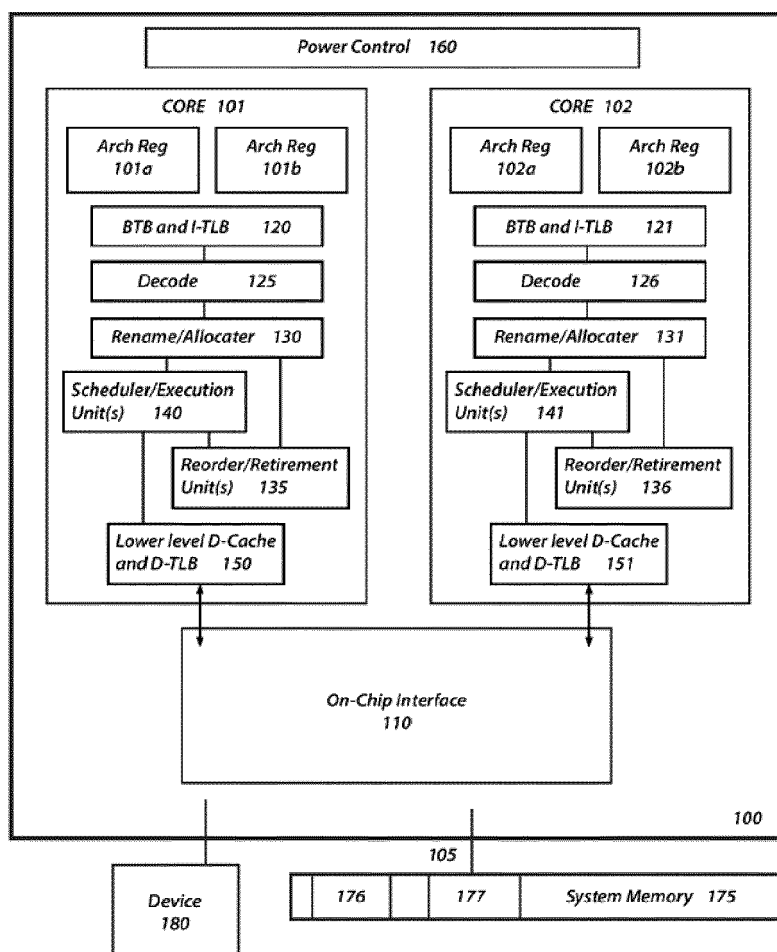 Power Control 160
CORE 101
Arch Reg
101a
Arch Reg
101b
BTB and I-TLB 120
Decode 125
Rename/Allocater 130
Scheduler/Execution
Unit(s) 140
Reorder/Retirement
Unit(s) 135
Lower level D-Cache
and D-TLB 150
CORE 102
Arch Reg
102a
Arch Reg
102b
BTB and I-TLB 121
Decode 126
Rename/Allocater 131
Scheduler/Execution
Unit(s) 141
Reorder/Retirement
Unit(s) 136
Lower level D-Cache
and D-TLB 151
On-Chip Interface
110
100
105
Device
180
176
177
System Memory 175